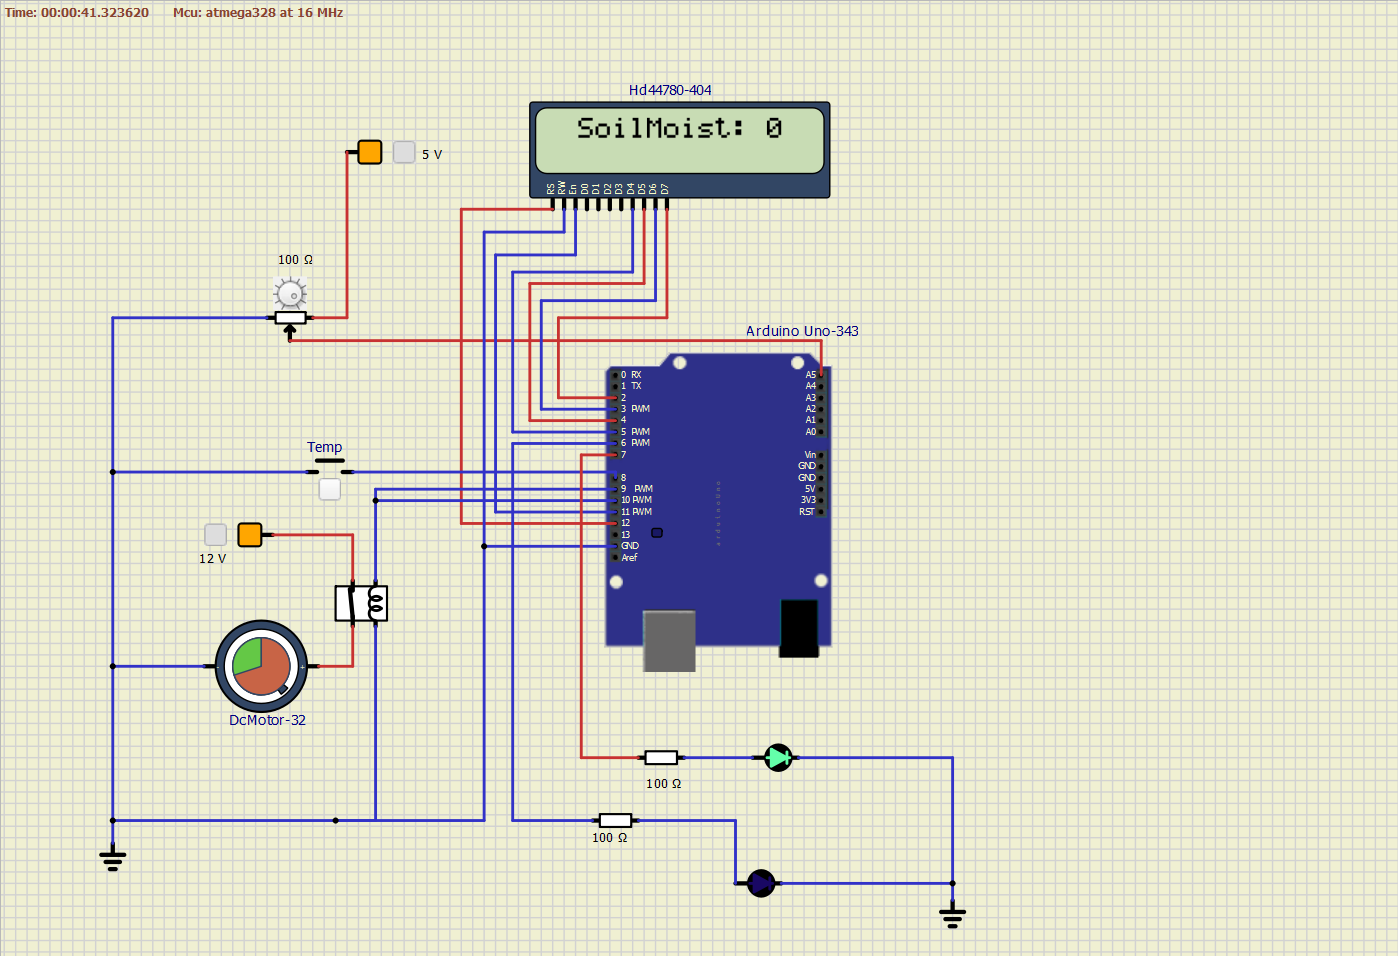 Time: 00:00:41.323620 Mcu: atmega328 at 16 MHz
Hd44780-404
SoilMoist: 0
RS RW En D0 D1 D2 D3 D4 D5 D6 D7
5 V
100 Ω
Arduino Uno-343
0 RX
1 TX
2
3 PWM
4
5 PWM
6 PWM
7
8
9 PWM
10 PWM
11 PWM
12
13
GND
Aref
A5
A4
A3
A2
A1
A0
Vin
GND
GND
5V
3V3
RST
arduinouno
Temp
12 V
- +
DcMotor-32
100 Ω
100 Ω